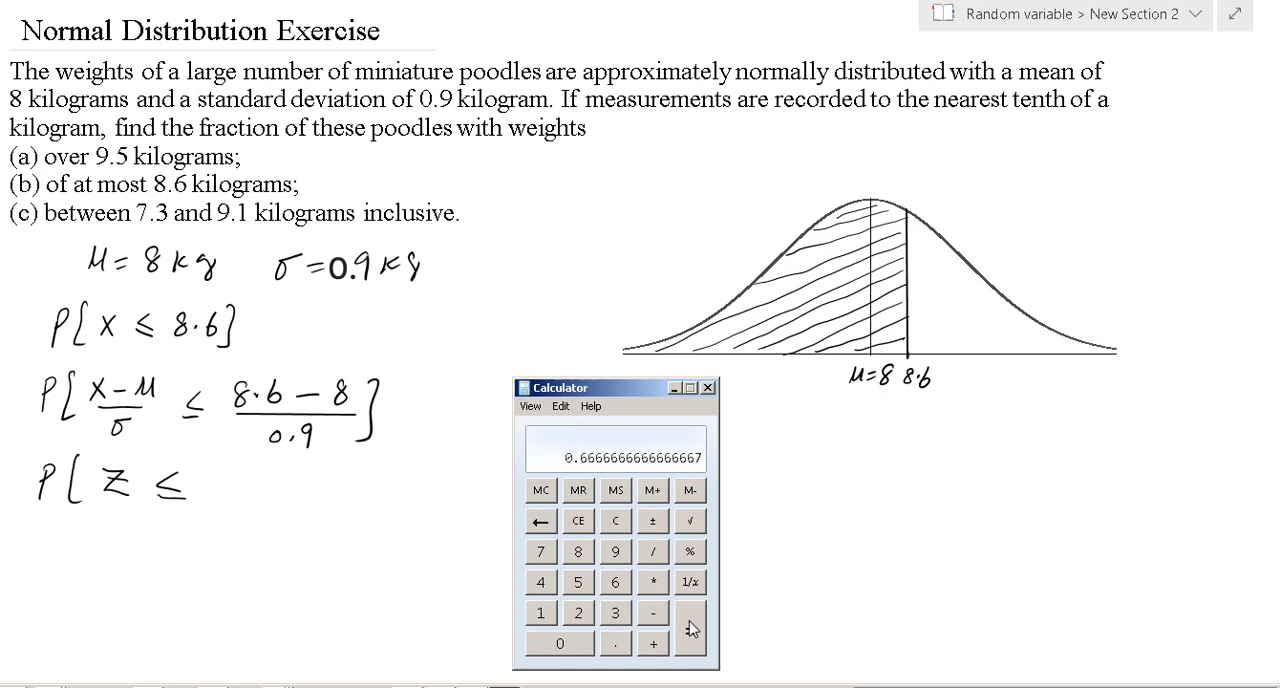 Random variable > New Section 2
Normal Distribution Exercise
The weights of a large number of miniature poodles are approximately normally distributed with a mean of
8 kilograms and a standard deviation of 0.9 kilogram. If measurements are recorded to the nearest tenth of a
kilogram, find the fraction of these poodles with weights
(a) over 9.5 kilograms;
(b) of at most 8.6 kilograms;
(c) between 7.3 and 9.1 kilograms inclusive.
μ = 8 kg σ = 0.9 kg
P[ x ≤ 8.6]
P[ (x - μ)/σ ≤ (8.6 - 8)/0.9 ]
P[ Z ≤
μ=8 8.6
Calculator
View Edit Help
0.6666666666666667
MC MR MS M+ M-
← CE C ± √
7 8 9 / %
4 5 6 * 1/x
1 2 3 - =
0 . +